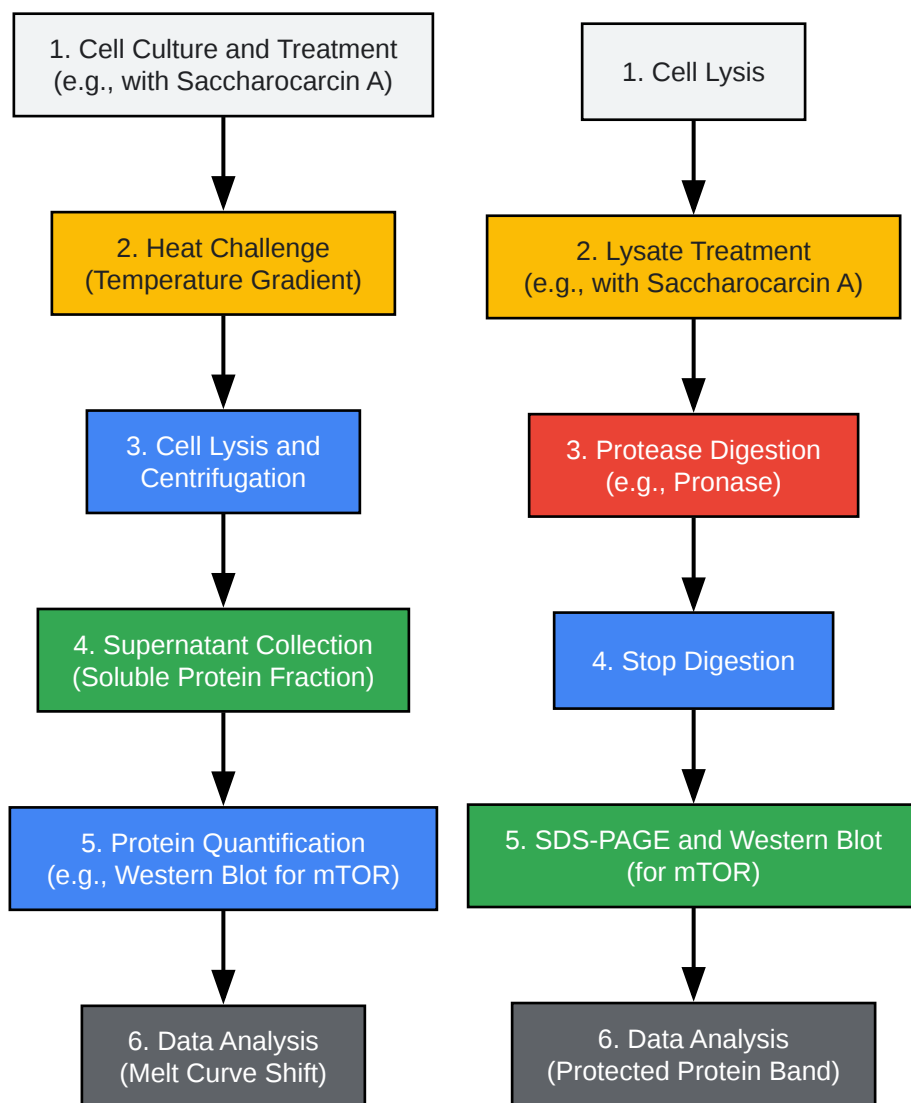 1. Cell Culture and Treatment
(e.g., with Saccharocarcin A)
2. Heat Challenge
(Temperature Gradient)
3. Cell Lysis and
Centrifugation
4. Supernatant Collection
(Soluble Protein Fraction)
5. Protein Quantification
(e.g., Western Blot for mTOR)
6. Data Analysis
(Melt Curve Shift)
1. Cell Lysis
2. Lysate Treatment
(e.g., with Saccharocarcin A)
3. Protease Digestion
(e.g., Pronase)
4. Stop Digestion
5. SDS-PAGE and Western Blot
(for mTOR)
6. Data Analysis
(Protected Protein Band)